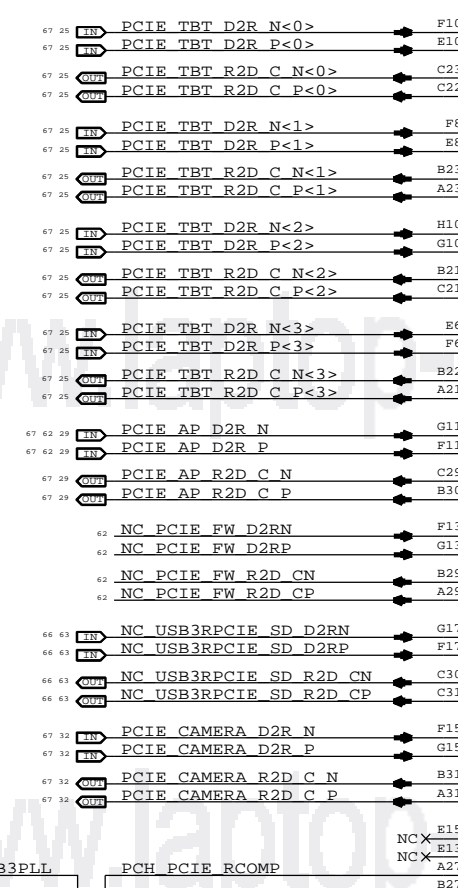 67 25 IN PCIE_TBT_D2R_N<0> F10
67 25 IN PCIE_TBT_D2R_P<0> E10
67 25 OUT PCIE_TBT_R2D_C_N<0> C23
67 25 OUT PCIE_TBT_R2D_C_P<0> C22
67 25 IN PCIE_TBT_D2R_N<1> F8
67 25 IN PCIE_TBT_D2R_P<1> E8
67 25 OUT PCIE_TBT_R2D_C_N<1> B23
67 25 OUT PCIE_TBT_R2D_C_P<1> A23
67 25 IN PCIE_TBT_D2R_N<2> H10
67 25 IN PCIE_TBT_D2R_P<2> G10
67 25 OUT PCIE_TBT_R2D_C_N<2> B21
67 25 OUT PCIE_TBT_R2D_C_P<2> C21
67 25 IN PCIE_TBT_D2R_N<3> E6
67 25 IN PCIE_TBT_D2R_P<3> F6
67 25 OUT PCIE_TBT_R2D_C_N<3> B22
67 25 OUT PCIE_TBT_R2D_C_P<3> A21
67 62 29 IN PCIE_AP_D2R_N G11
67 62 29 IN PCIE_AP_D2R_P F11
67 29 OUT PCIE_AP_R2D_C_N C29
67 29 OUT PCIE_AP_R2D_C_P B30
62 NC_PCIE_FW_D2RN F13
62 NC_PCIE_FW_D2RP G13
62 NC_PCIE_FW_R2D_CN B29
62 NC_PCIE_FW_R2D_CP A29
66 63 IN NC_USB3RPCIE_SD_D2RN G17
66 63 IN NC_USB3RPCIE_SD_D2RP F17
66 63 OUT NC_USB3RPCIE_SD_R2D_CN C30
66 63 OUT NC_USB3RPCIE_SD_R2D_CP C31
67 32 IN PCIE_CAMERA_D2R_N F15
67 32 IN PCIE_CAMERA_D2R_P G15
67 32 OUT PCIE_CAMERA_R2D_C_N B31
67 32 OUT PCIE_CAMERA_R2D_C_P A31
NC E15
NC E13
B3PLL PCH_PCIE_RCOMP A27
B27
w.laptop-
w.laptop